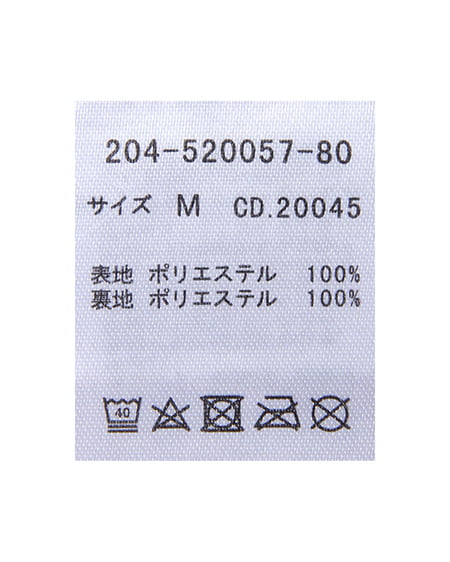 204-520057-80
サイズ M CD.20045
表地 ポリエステル 100%
裏地 ポリエステル 100%
40